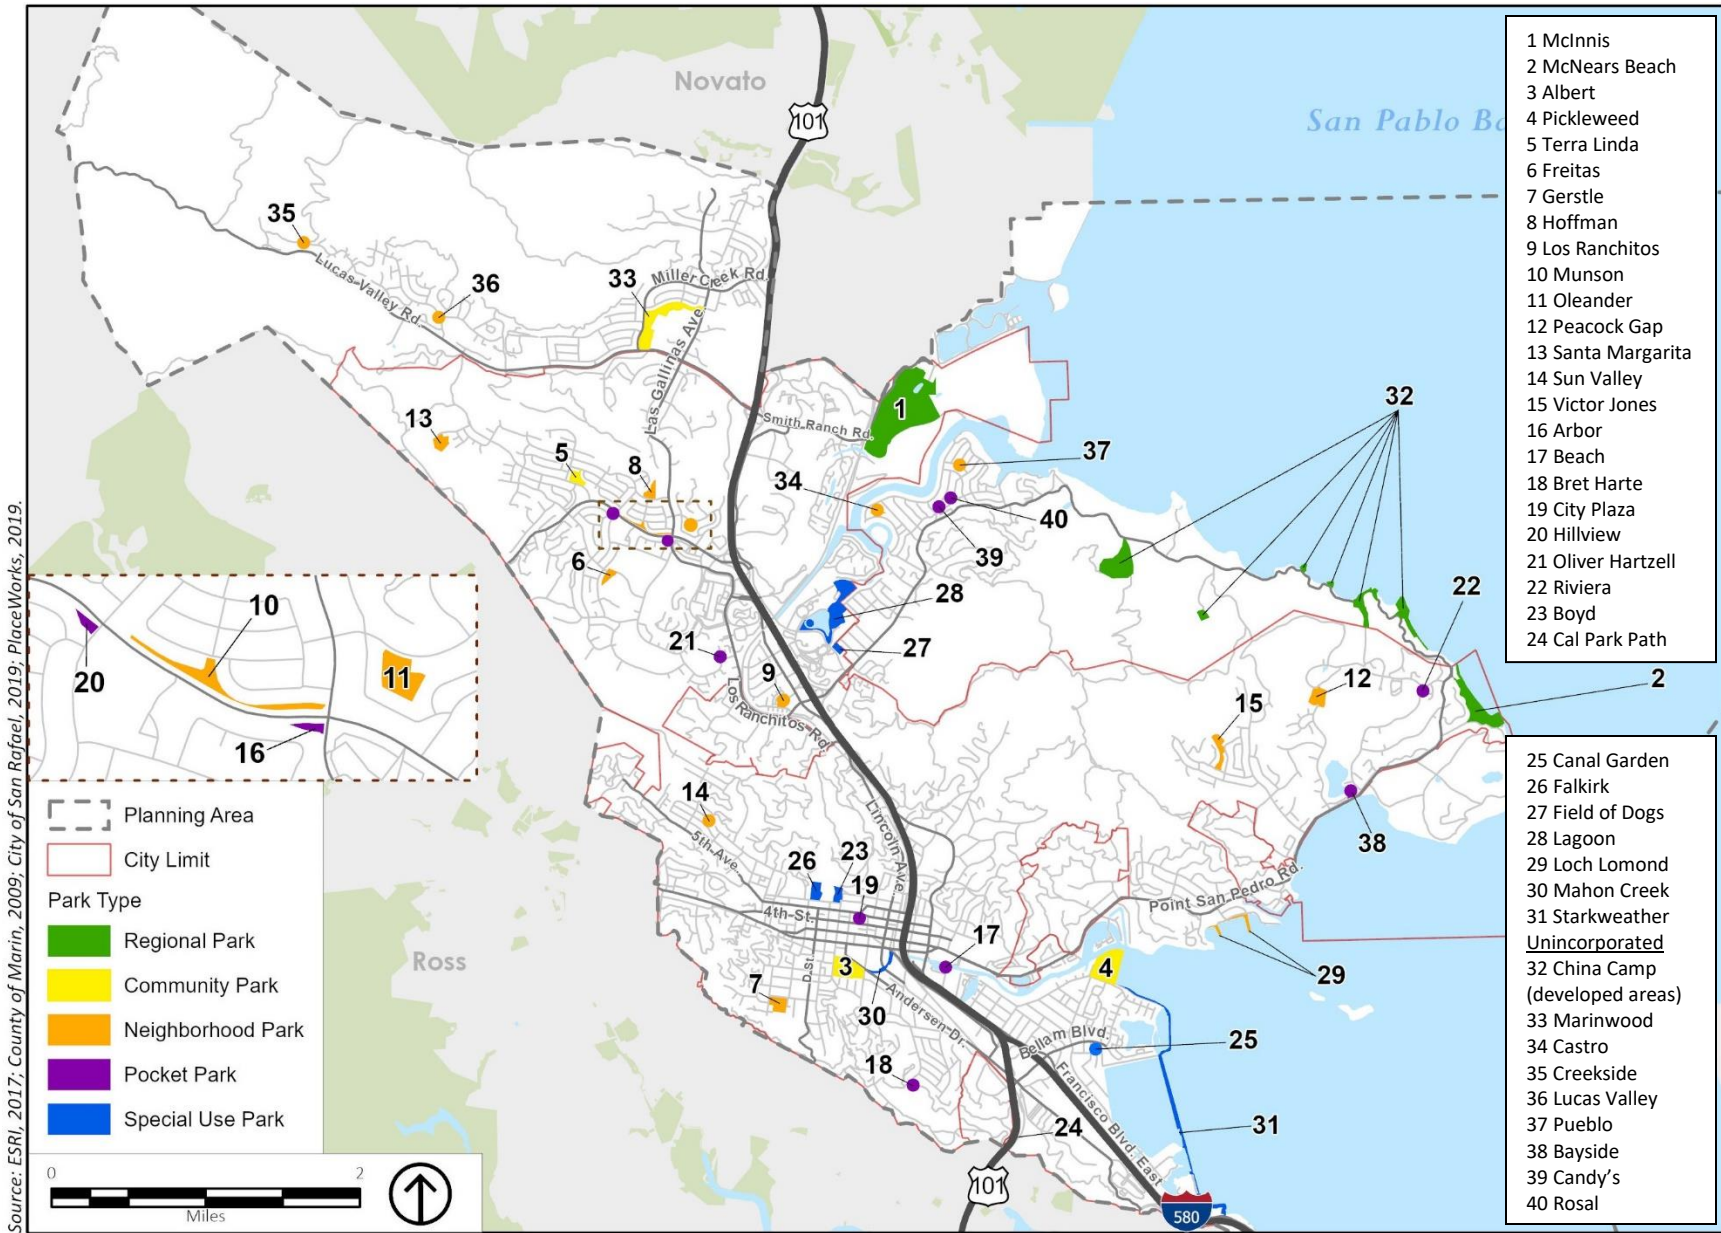 Novato
101
San Pablo Ba
35
Lucas Valley Rd.
36
33
Miller Creek Rd.
Las Gallinas Ave.
1
Smith Ranch Rd.
32
13
5
8
37
34
40
39
6
28
22
27
21
9
Los Ranchitos Rd.
2
12
15
10
20
11
16
14
5th Ave.
Lincoln Ave.
38
26
23
19
4th St.
Point San Pedro Rd.
17
29
Ross
D St.
3
4
7
30
Andersen Dr.
Bellam Blvd.
25
18
Francisco Blvd. East
24
31
101
580
Planning Area
City Limit
Park Type
Regional Park
Community Park
Neighborhood Park
Pocket Park
Special Use Park
0 2
Miles
Source: ESRI, 2017; County of Marin, 2009; City of San Rafael, 2019; PlaceWorks, 2019.
1 McInnis
2 McNears Beach
3 Albert
4 Pickleweed
5 Terra Linda
6 Freitas
7 Gerstle
8 Hoffman
9 Los Ranchitos
10 Munson
11 Oleander
12 Peacock Gap
13 Santa Margarita
14 Sun Valley
15 Victor Jones
16 Arbor
17 Beach
18 Bret Harte
19 City Plaza
20 Hillview
21 Oliver Hartzell
22 Riviera
23 Boyd
24 Cal Park Path
25 Canal Garden
26 Falkirk
27 Field of Dogs
28 Lagoon
29 Loch Lomond
30 Mahon Creek
31 Starkweather
Unincorporated
32 China Camp
(developed areas)
33 Marinwood
34 Castro
35 Creekside
36 Lucas Valley
37 Pueblo
38 Bayside
39 Candy's
40 Rosal